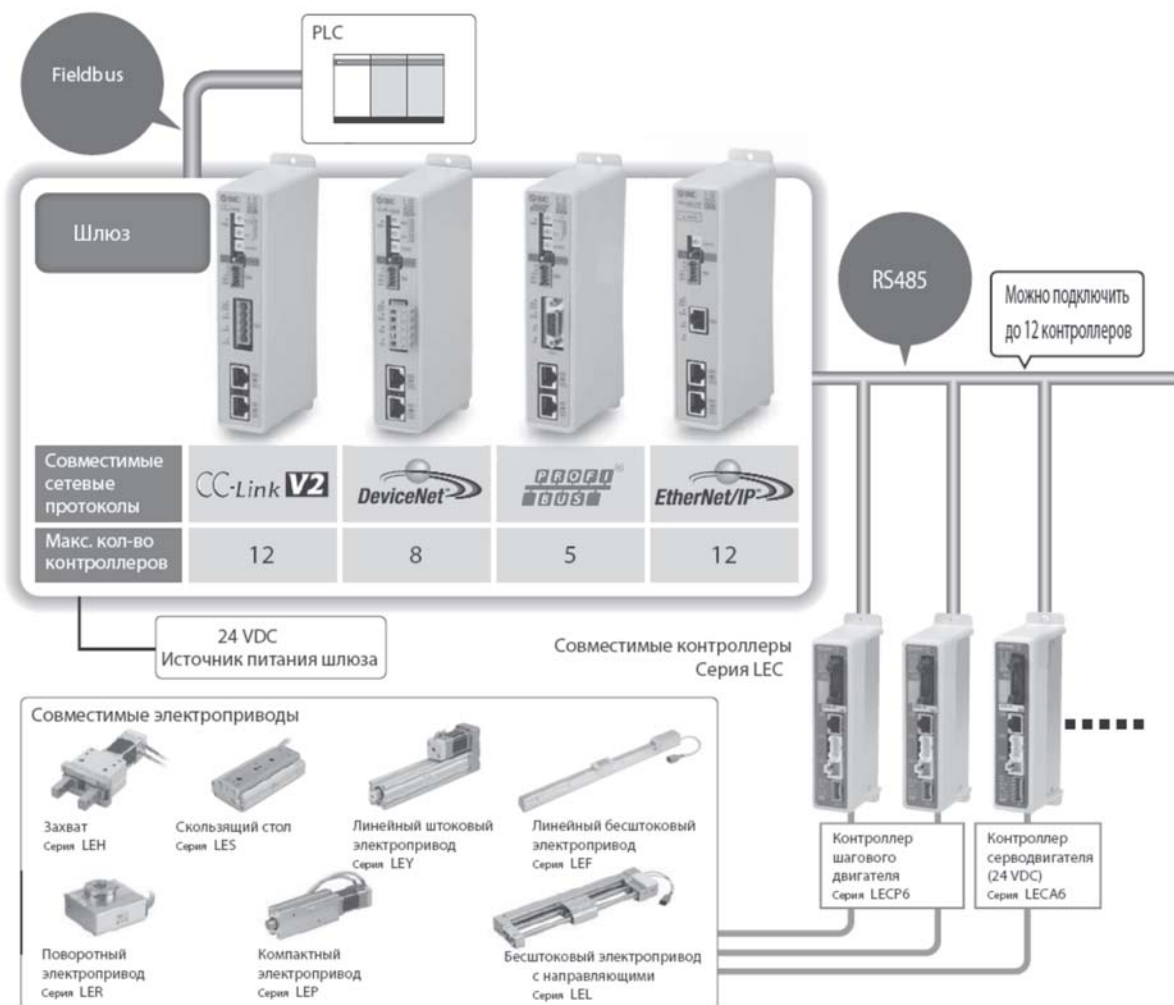 PLC
Fieldbus
Шлюз
RS485
Можно подключить
до 12 контроллеров
Совместимые
сетевые
протоколы
CC-Link V2
DeviceNet
PROFI
BUS
EtherNet/IP
Макс. кол-во
контроллеров
12
8
5
12
24 VDC
Источник питания шлюза
Совместимые контроллеры
Серия LEC
Совместимые электроприводы
Захват
Серия LEH
Скользящий стол
Серия LES
Линейный штоковый
электропривод
Серия LEY
Линейный бесштоковый
электропривод
Серия LEF
Поворотный
электропривод
Серия LER
Компактный
электропривод
Серия LEP
Бесштоковый электропривод
с направляющими
Серия LEL
Контроллер
шагового
двигателя
Серия LECP6
Контроллер
серводвигателя
(24 VDC)
Серия LECA6